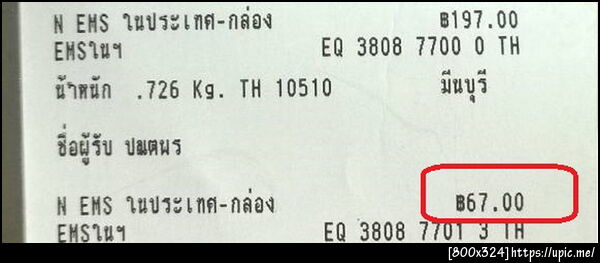 N EMS ในประเทศ-กล่อง ฿197.00
EMSในฯ EQ 3808 7700 0 TH
น้ำหนัก .726 Kg. TH 10510 มีนบุรี
ชื่อผู้รับ ปฌตพร
N EMS ในประเทศ-กล่อง ฿67.00
EMSในฯ EQ 3808 7701 3 TH
[800x324]https://upic.me/